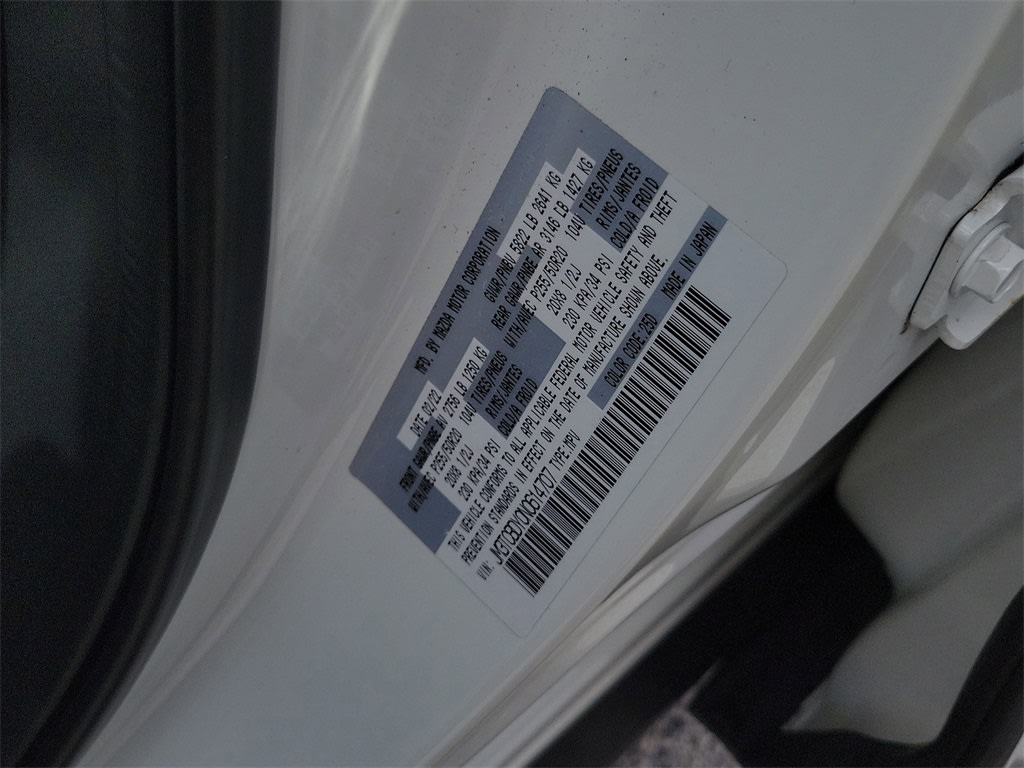 MFD. BY MAZDA MOTOR CORPORATION
DATE: 02/22 GVWR/PNBV 5822 LB 2641 KG
FRONT GAWR/PNBE AV 2756 LB 1250 KG REAR GAWR/PNBE AR 3146 LB 1427 KG
WITH/AVEC P255/50R20 104V TIRES/PNEUS WITH/AVEC P255/50R20 104V TIRES/PNEUS
20X8 1/2J RIMS/JANTES 20X8 1/2J RIMS/JANTES
230 KPA/34 PSI COLD/A FROID 230 KPA/34 PSI COLD/A FROID
THIS VEHICLE CONFORMS TO ALL APPLICABLE FEDERAL MOTOR VEHICLE SAFETY AND THEFT
PREVENTION STANDARDS IN EFFECT ON THE DATE OF MANUFACTURE SHOWN ABOVE.
VIN: TYPE:MPV COLOR CODE:25D MADE IN JAPAN